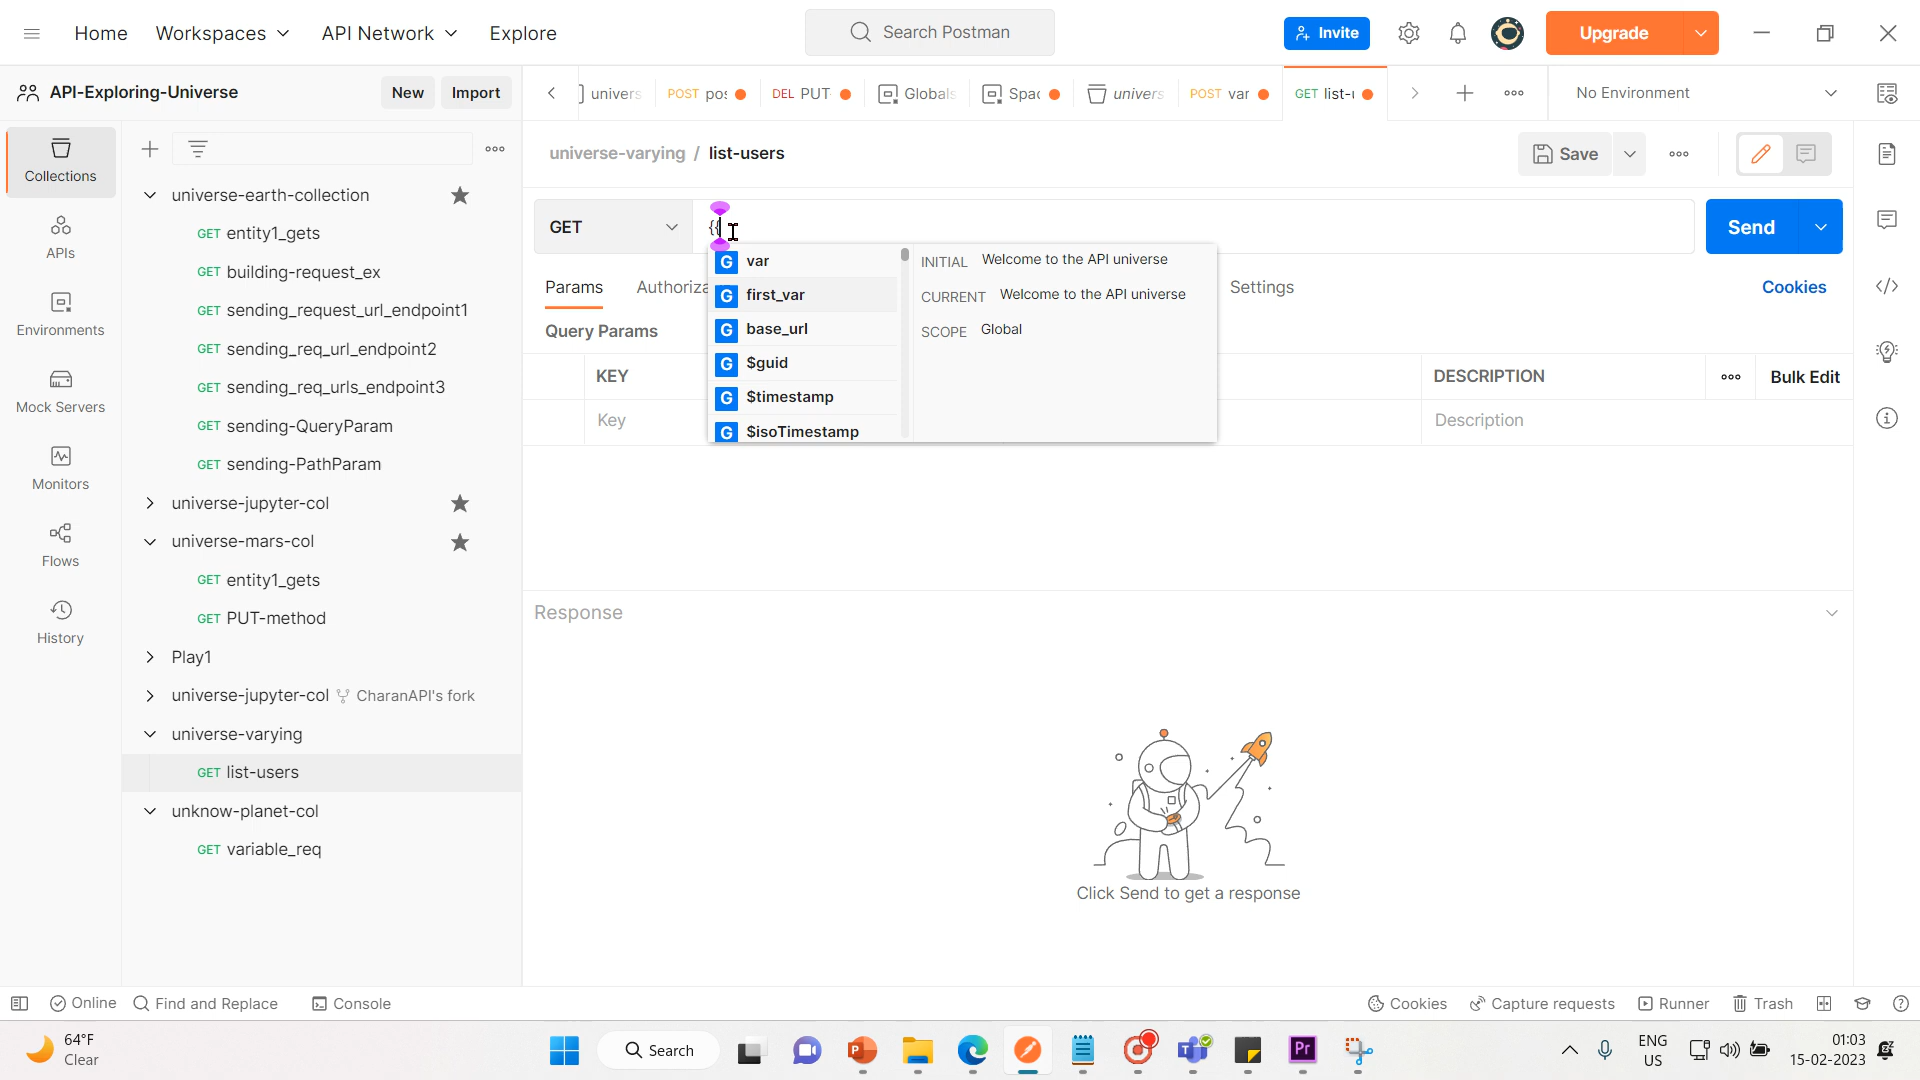 Home Workspaces API Network Explore Search Postman Invite Upgrade
API-Exploring-Universe New Import univers POST pos DEL PUT- Globals Spac univers POST var GET list-u No Environment
Collections
APIs
Environments
Mock Servers
Monitors
Flows
History
universe-earth-collection
GET entity1_gets
GET building-request_ex
GET sending_request_url_endpoint1
GET sending_req_url_endpoint2
GET sending_req_urls_endpoint3
GET sending-QueryParam
GET sending-PathParam
universe-jupyter-col
universe-mars-col
GET entity1_gets
GET PUT-method
Play1
universe-jupyter-col CharanAPI's fork
universe-varying
GET list-users
unknow-planet-col
GET variable_req
universe-varying / list-users Save
GET {{ Send
Params Authoriza Settings Cookies
Query Params
KEY DESCRIPTION Bulk Edit
Key Description
G var
G first_var
G base_url
G $guid
G $timestamp
G $isoTimestamp
INITIAL Welcome to the API universe
CURRENT Welcome to the API universe
SCOPE Global
Response
Click Send to get a response
Online Find and Replace Console Cookies Capture requests Runner Trash
64°F
Clear
Search
Pr
ENG
US
01:03
15-02-2023